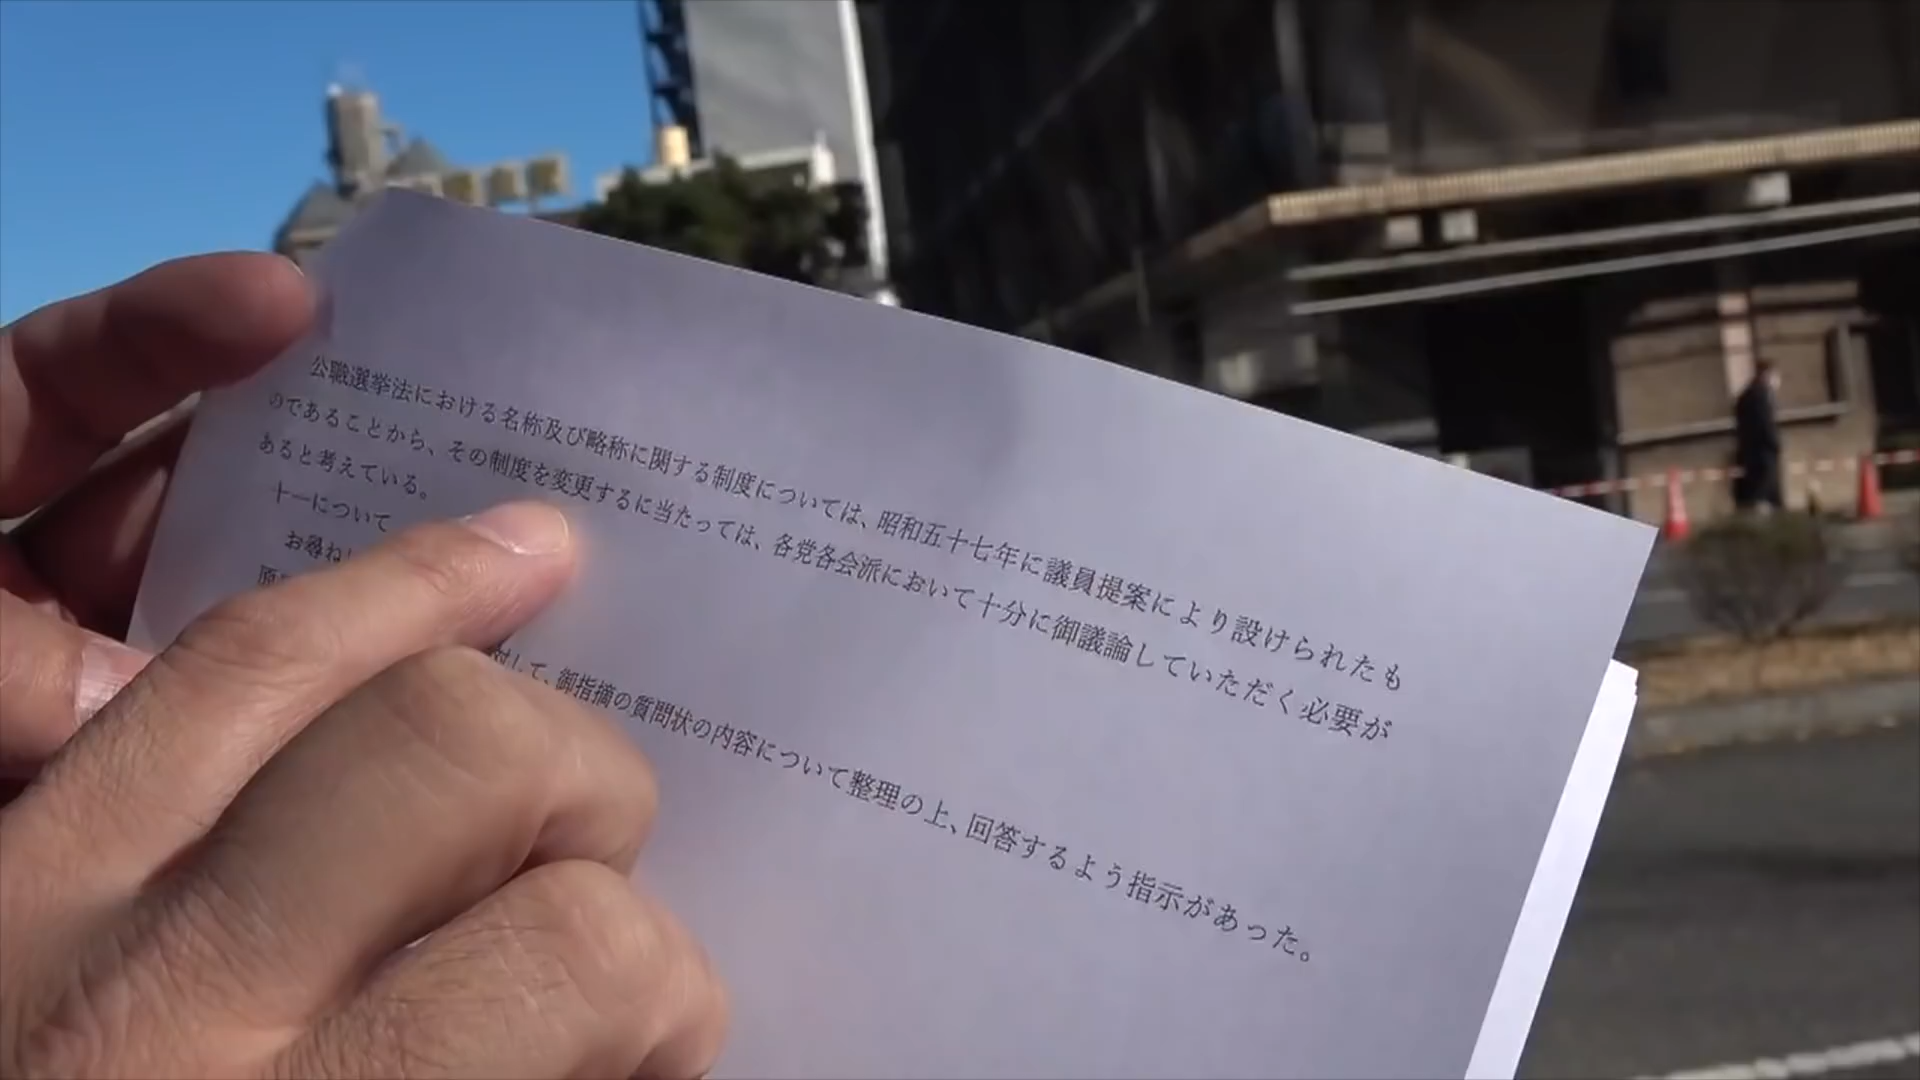 公職選挙法における名称及び略称に関する制度については、昭和五十七年に議員提案により設けられたも
のであることから、その制度を変更するに当たっては、各党各会派において十分に御議論していただく必要が
あると考えている。
十一について
お尋ね
対して、御指摘の質問状の内容について整理の上、回答するよう指示があった。